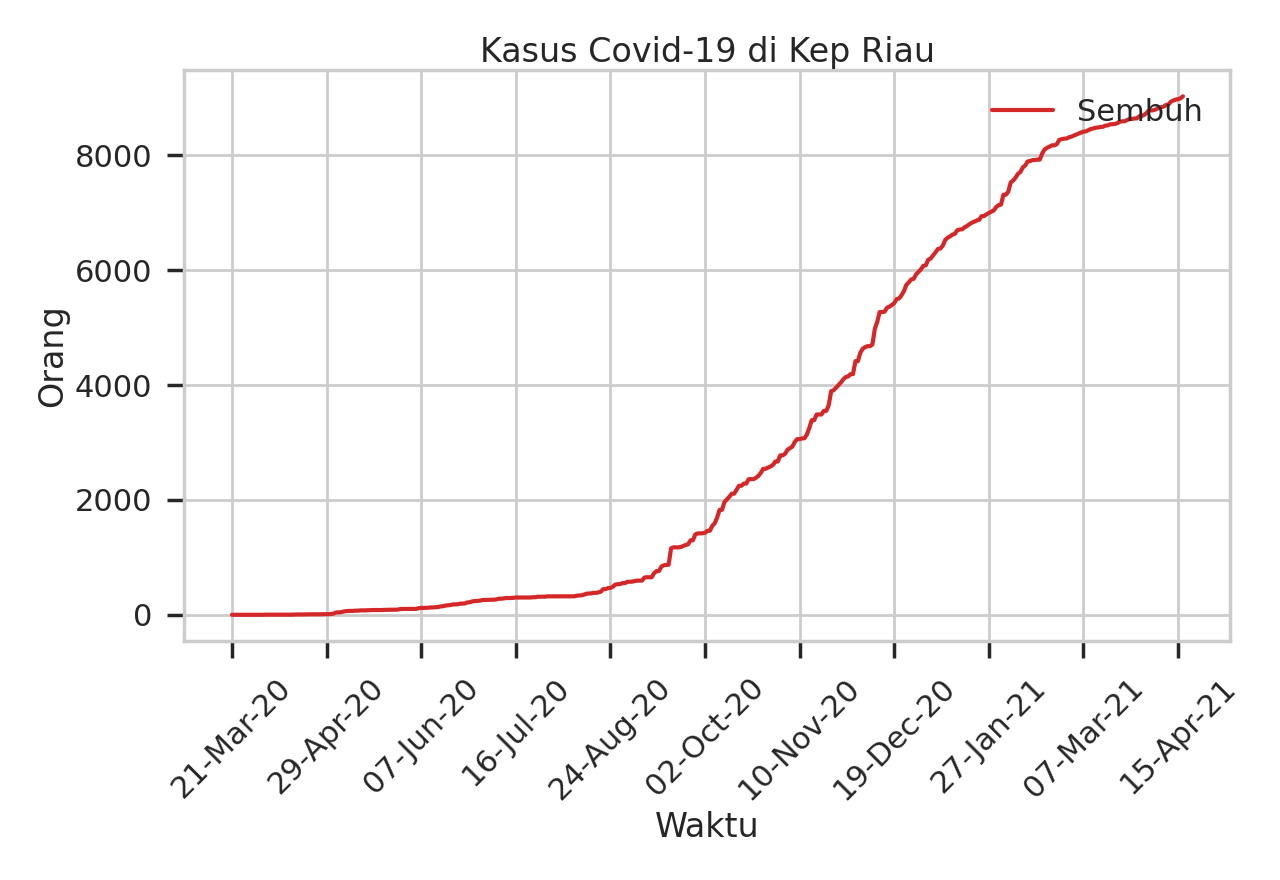 Kasus Covid-19 di Kep Riau
Sembuh
8000
6000
4000
2000
0
Orang
21-Mar-20
29-Apr-20
07-Jun-20
16-Jul-20
24-Aug-20
02-Oct-20
10-Nov-20
19-Dec-20
27-Jan-21
07-Mar-21
15-Apr-21
Waktu